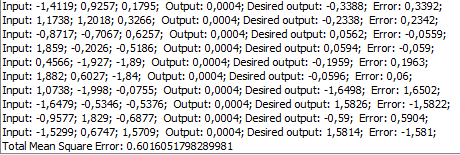 Input: -1,4119; 0,9257; 0,1795; Output: 0,0004; Desired output: -0,3388; Error: 0,3392;
Input: 1,1738; 1,2018; 0,3266; Output: 0,0004; Desired output: -0,2338; Error: 0,2342;
Input: -0,8717; -0,7067; 0,6257; Output: 0,0004; Desired output: 0,0562; Error: -0,0559;
Input: 1,859; -0,2026; -0,5186; Output: 0,0004; Desired output: 0,0594; Error: -0,059;
Input: 0,4566; -1,927; -1,89; Output: 0,0004; Desired output: -0,1959; Error: 0,1963;
Input: 1,882; 0,6027; -1,84; Output: 0,0004; Desired output: -0,0596; Error: 0,06;
Input: 1,0738; -1,998; -0,0755; Output: 0,0004; Desired output: -1,6498; Error: 1,6502;
Input: -1,6479; -0,5346; -0,5376; Output: 0,0004; Desired output: 1,5826; Error: -1,5822;
Input: -0,9577; 1,829; -0,6877; Output: 0,0004; Desired output: -0,59; Error: 0,5904;
Input: -1,5299; 0,6747; 1,5709; Output: 0,0004; Desired output: 1,5814; Error: -1,581;
Total Mean Square Error: 0.6016051798289981